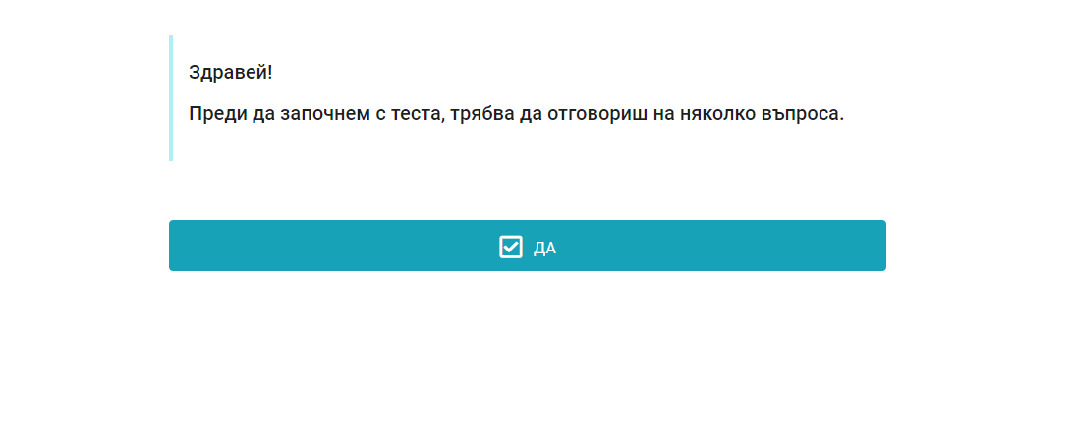 Здравей!
Преди да започнем с теста, трябва да отговориш на няколко въпроса.
ДА